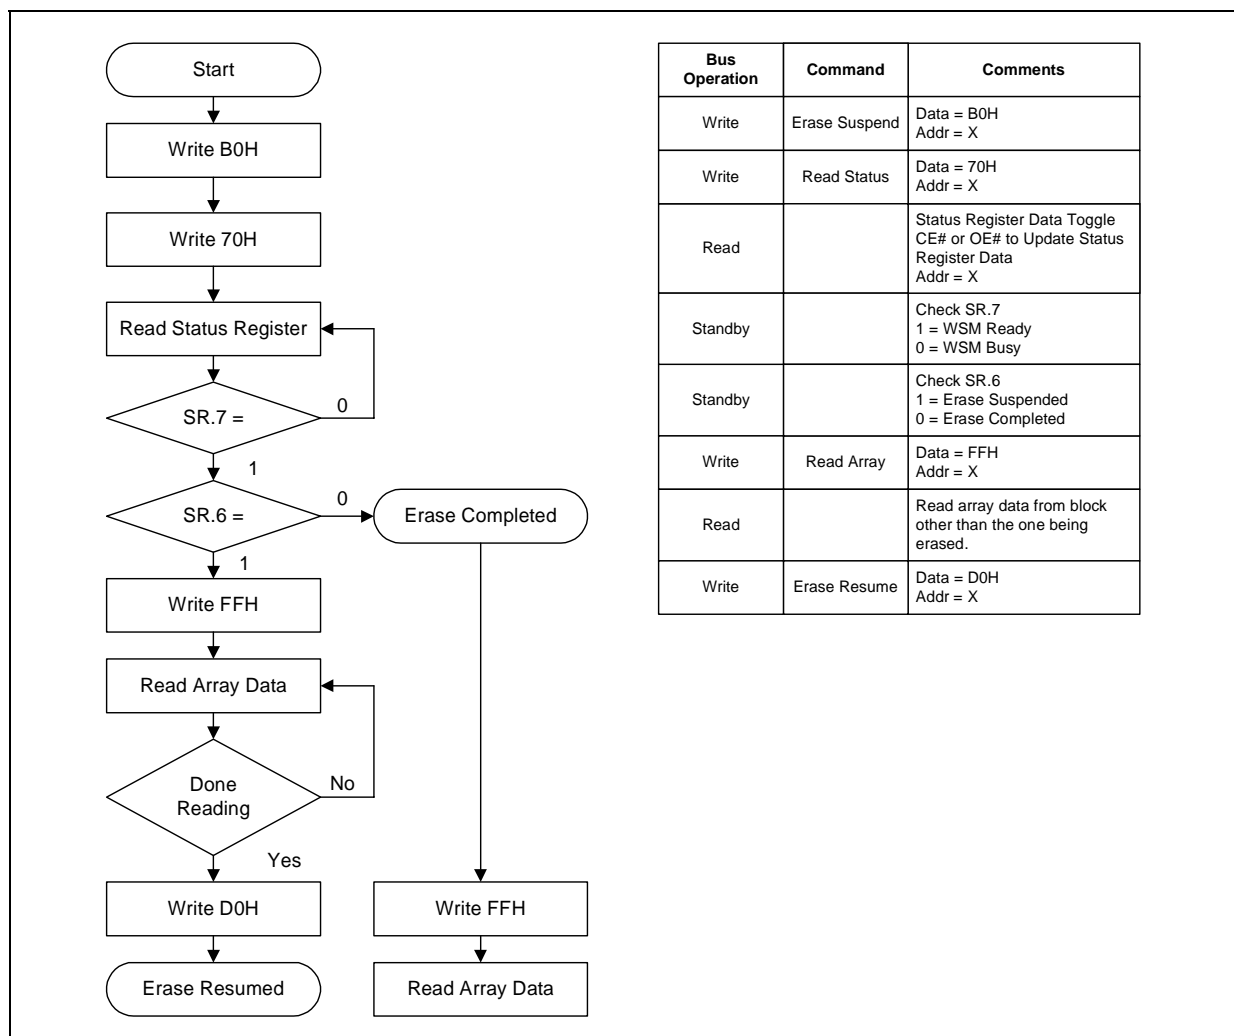 Start
Write B0H
Write 70H
Read Status Register
SR.7 =
0
1
SR.6 =
0
Erase Completed
1
Write FFH
Read Array Data
Done
Reading
No
Yes
Write D0H
Write FFH
Erase Resumed
Read Array Data
Bus
Operation
Command
Comments
Write
Erase Suspend
Data = B0H
Addr = X
Write
Read Status
Data = 70H
Addr = X
Read
Status Register Data Toggle
CE# or OE# to Update Status
Register Data
Addr = X
Standby
Check SR.7
1 = WSM Ready
0 = WSM Busy
Standby
Check SR.6
1 = Erase Suspended
0 = Erase Completed
Write
Read Array
Data = FFH
Addr = X
Read
Read array data from block
other than the one being
erased.
Write
Erase Resume
Data = D0H
Addr = X